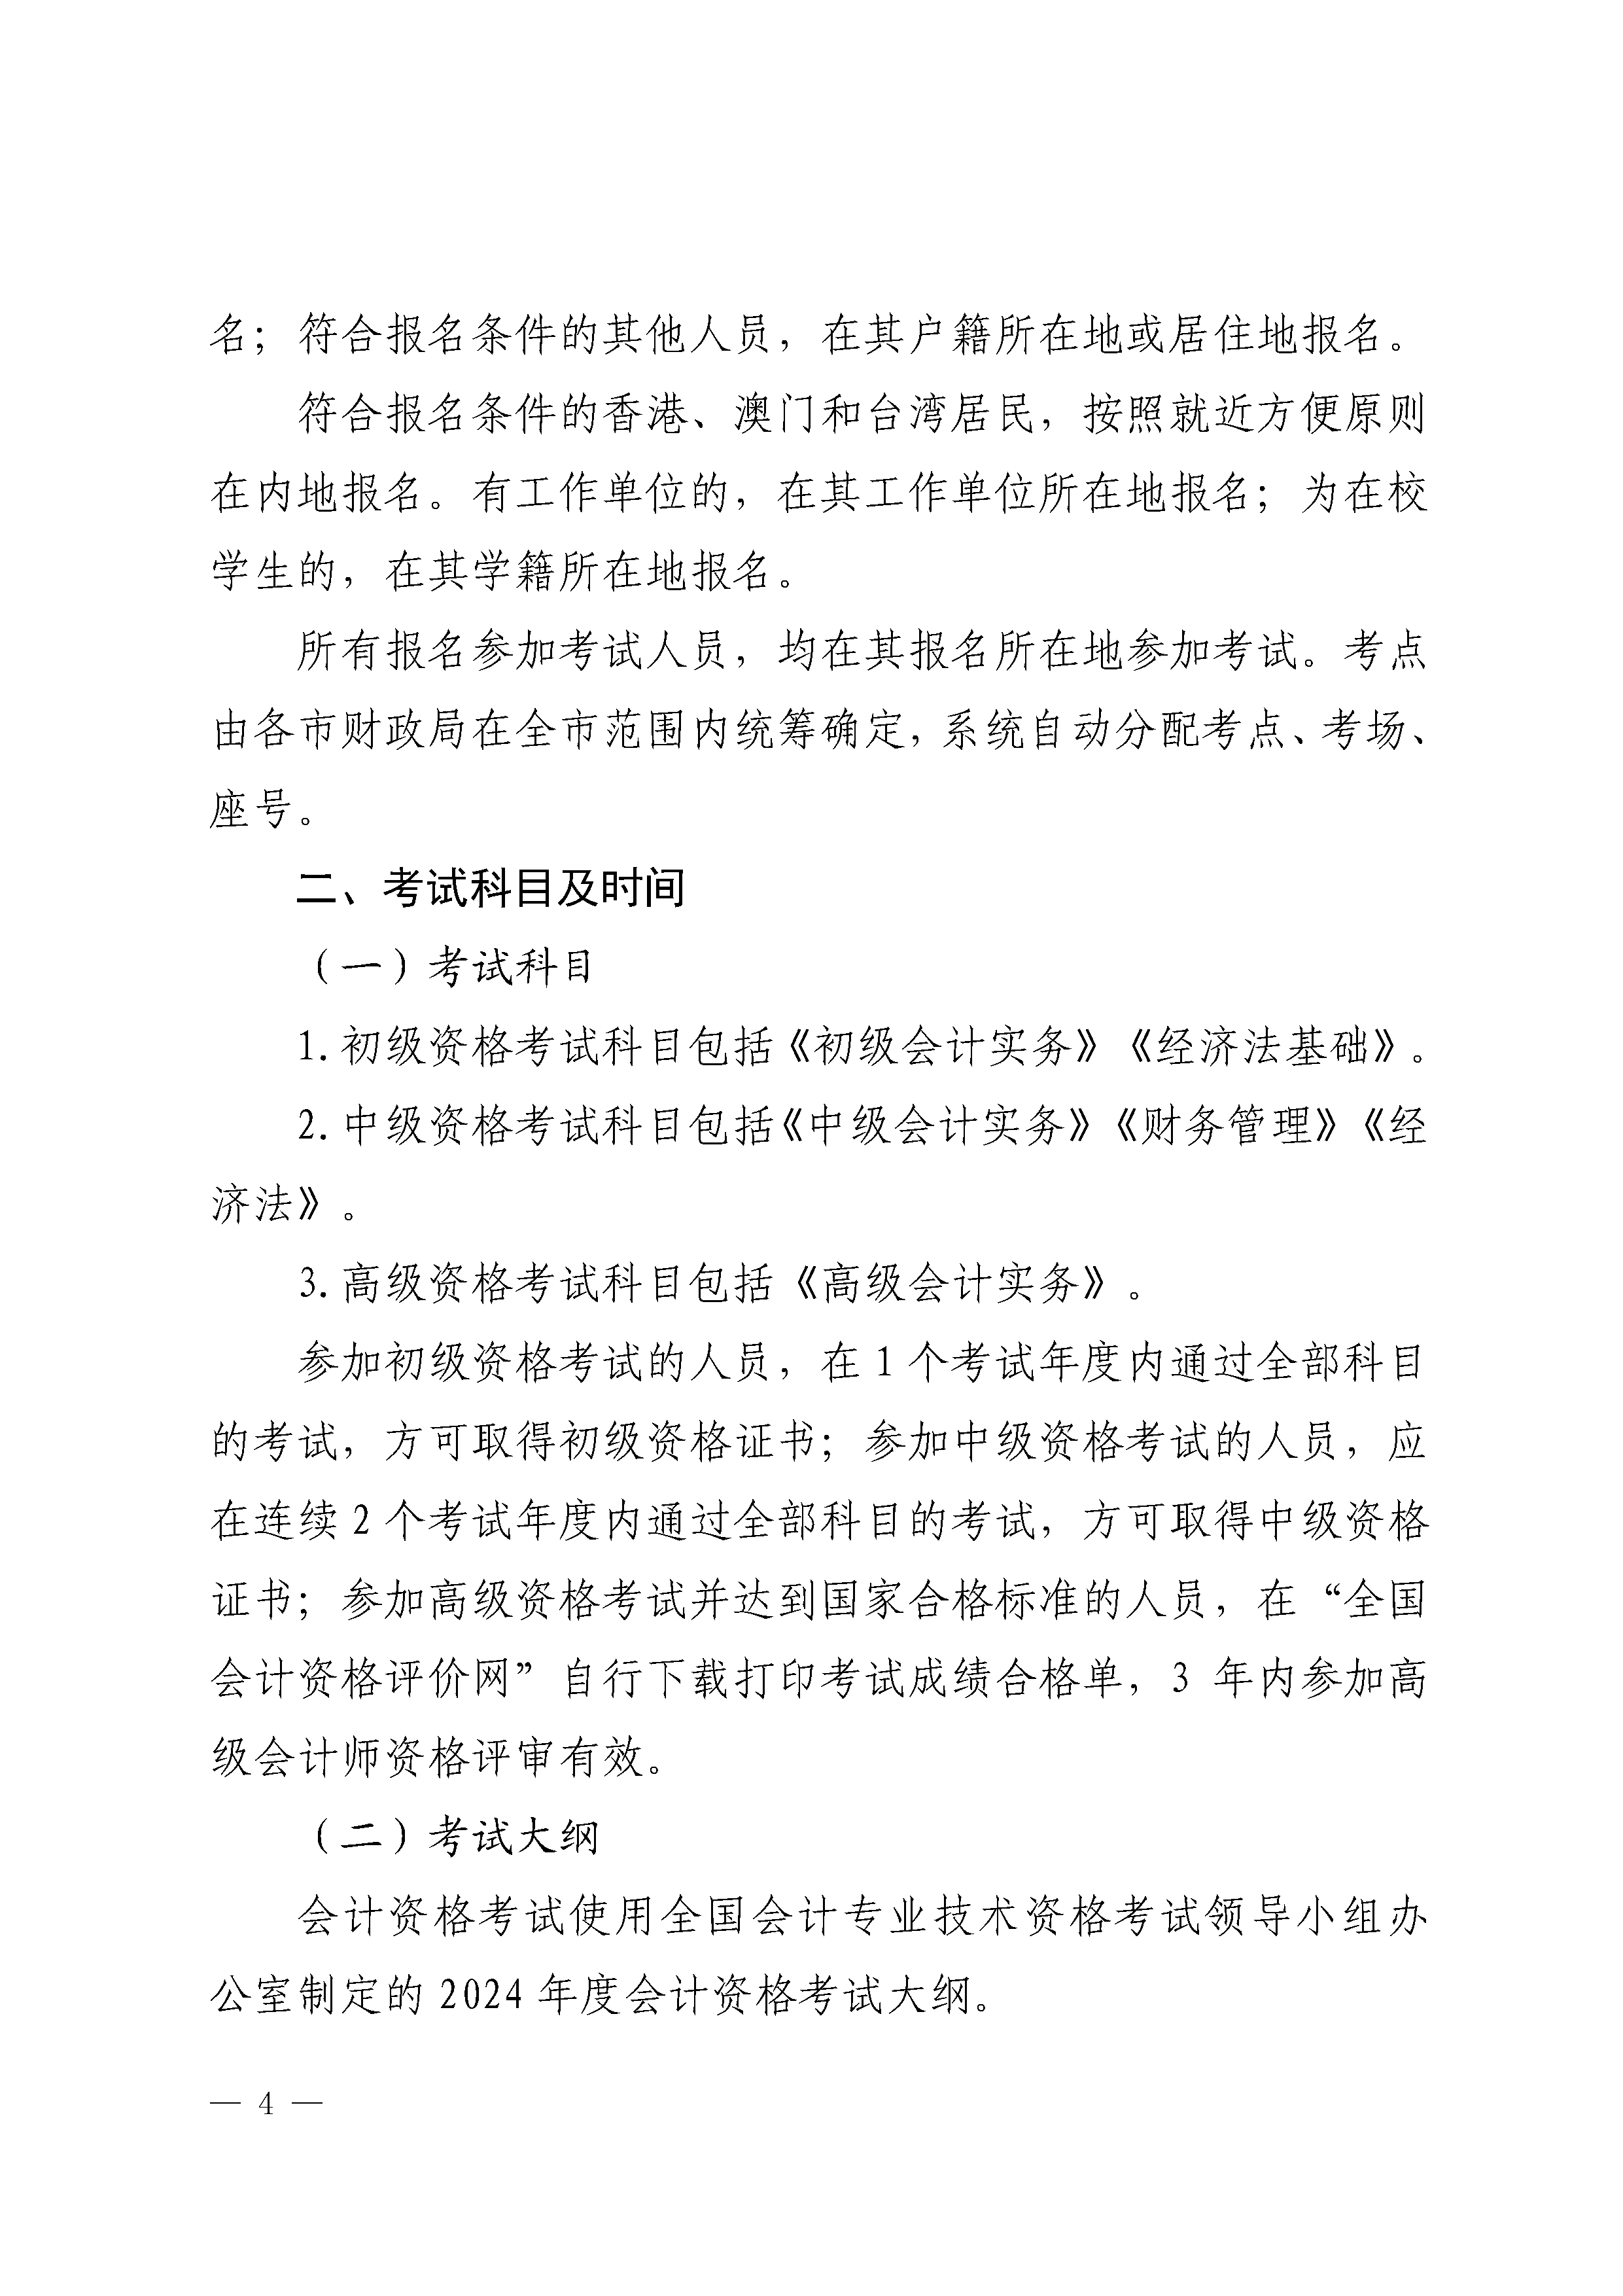 名；符合报名条件的其他人员，在其户籍所在地或居住地报名。
符合报名条件的香港、澳门和台湾居民，按照就近方便原则
在内地报名。有工作单位的，在其工作单位所在地报名；为在校
学生的，在其学籍所在地报名。
所有报名参加考试人员，均在其报名所在地参加考试。考点
由各市财政局在全市范围内统筹确定，系统自动分配考点、考场、
座号。
二、考试科目及时间
（一）考试科目
1.初级资格考试科目包括《初级会计实务》《经济法基础》。
2.中级资格考试科目包括《中级会计实务》《财务管理》《经
济法》。
3.高级资格考试科目包括《高级会计实务》。
参加初级资格考试的人员，在 1 个考试年度内通过全部科目
的考试，方可取得初级资格证书；参加中级资格考试的人员，应
在连续 2 个考试年度内通过全部科目的考试，方可取得中级资格
证书；参加高级资格考试并达到国家合格标准的人员，在“全国
会计资格评价网”自行下载打印考试成绩合格单，3 年内参加高
级会计师资格评审有效。
（二）考试大纲
会计资格考试使用全国会计专业技术资格考试领导小组办
公室制定的 2024 年度会计资格考试大纲。
— 4 —